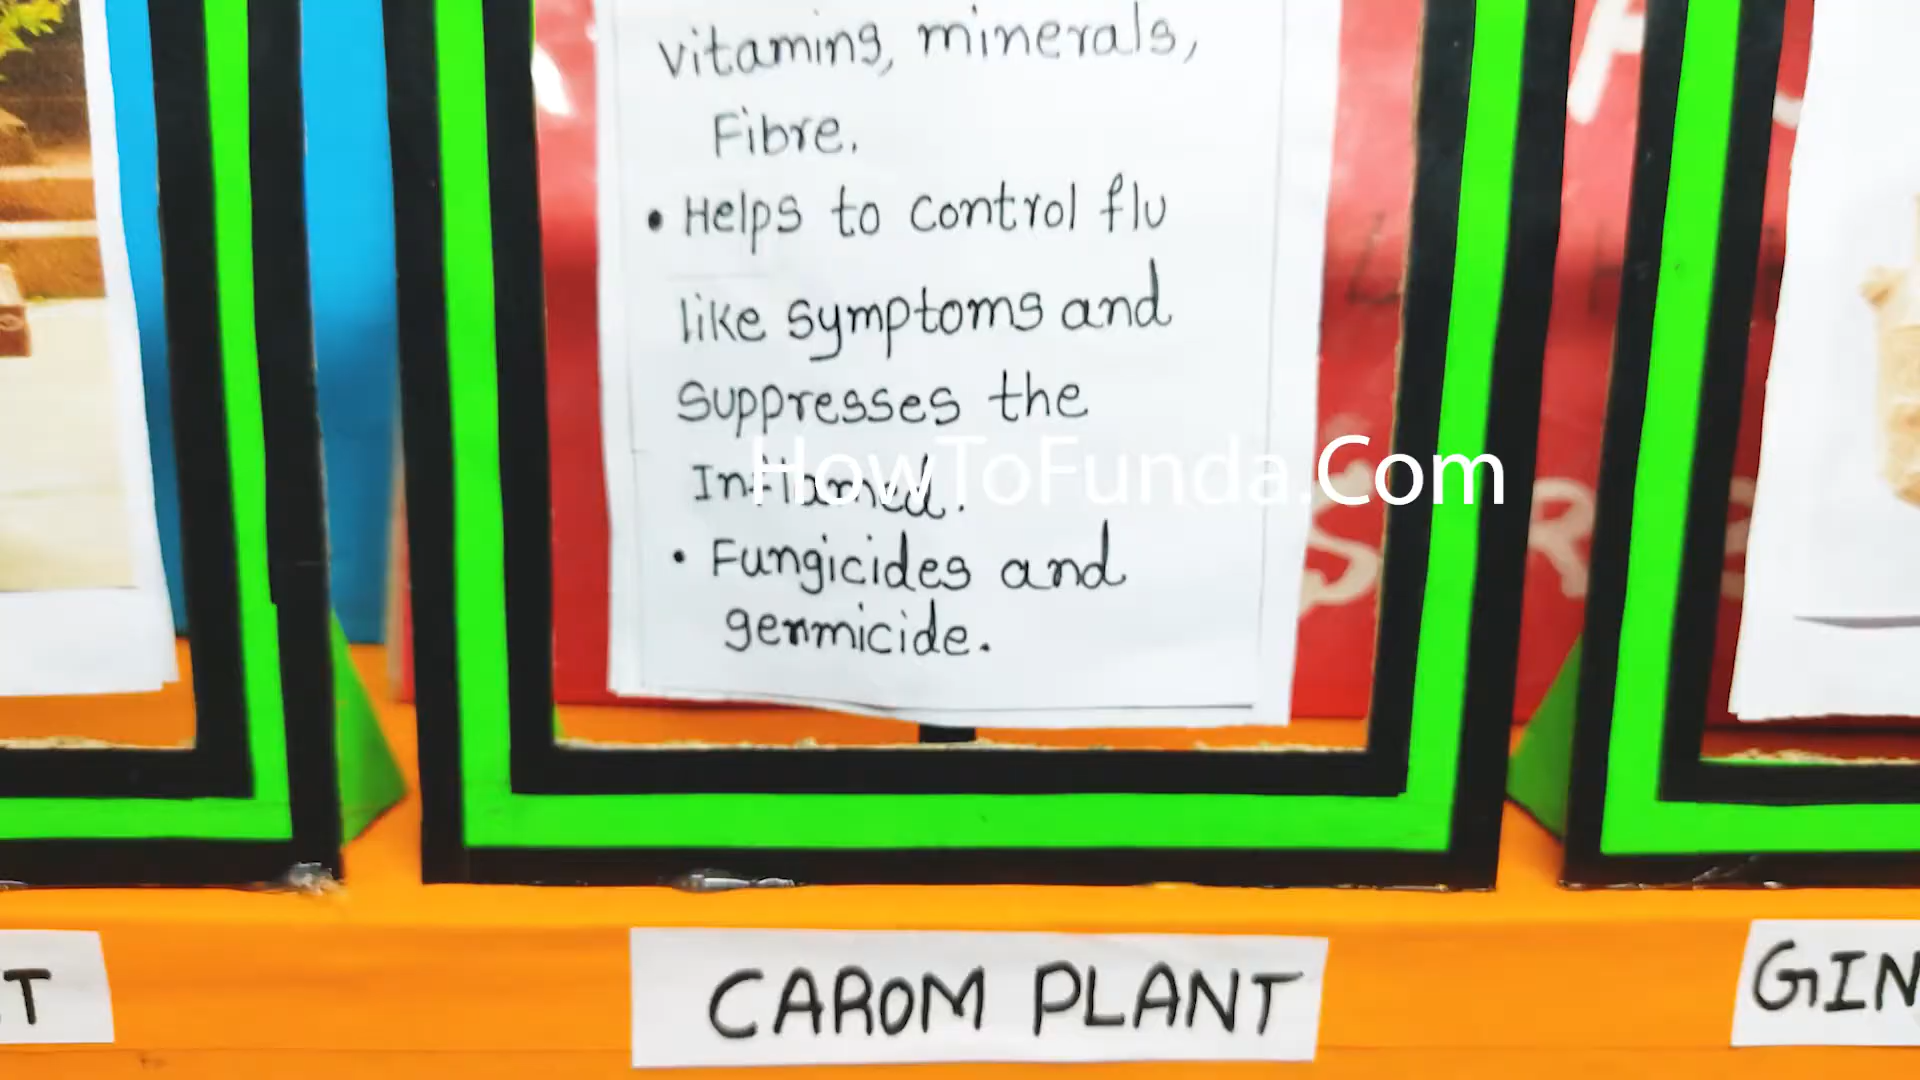 vitamins, minerals,
Fibre.
• Helps to control flu
like symptoms and
suppresses the
Inflamed.
• Fungicides and
germicide.
HowToFunda.Com
T
CAROM PLANT
GIN